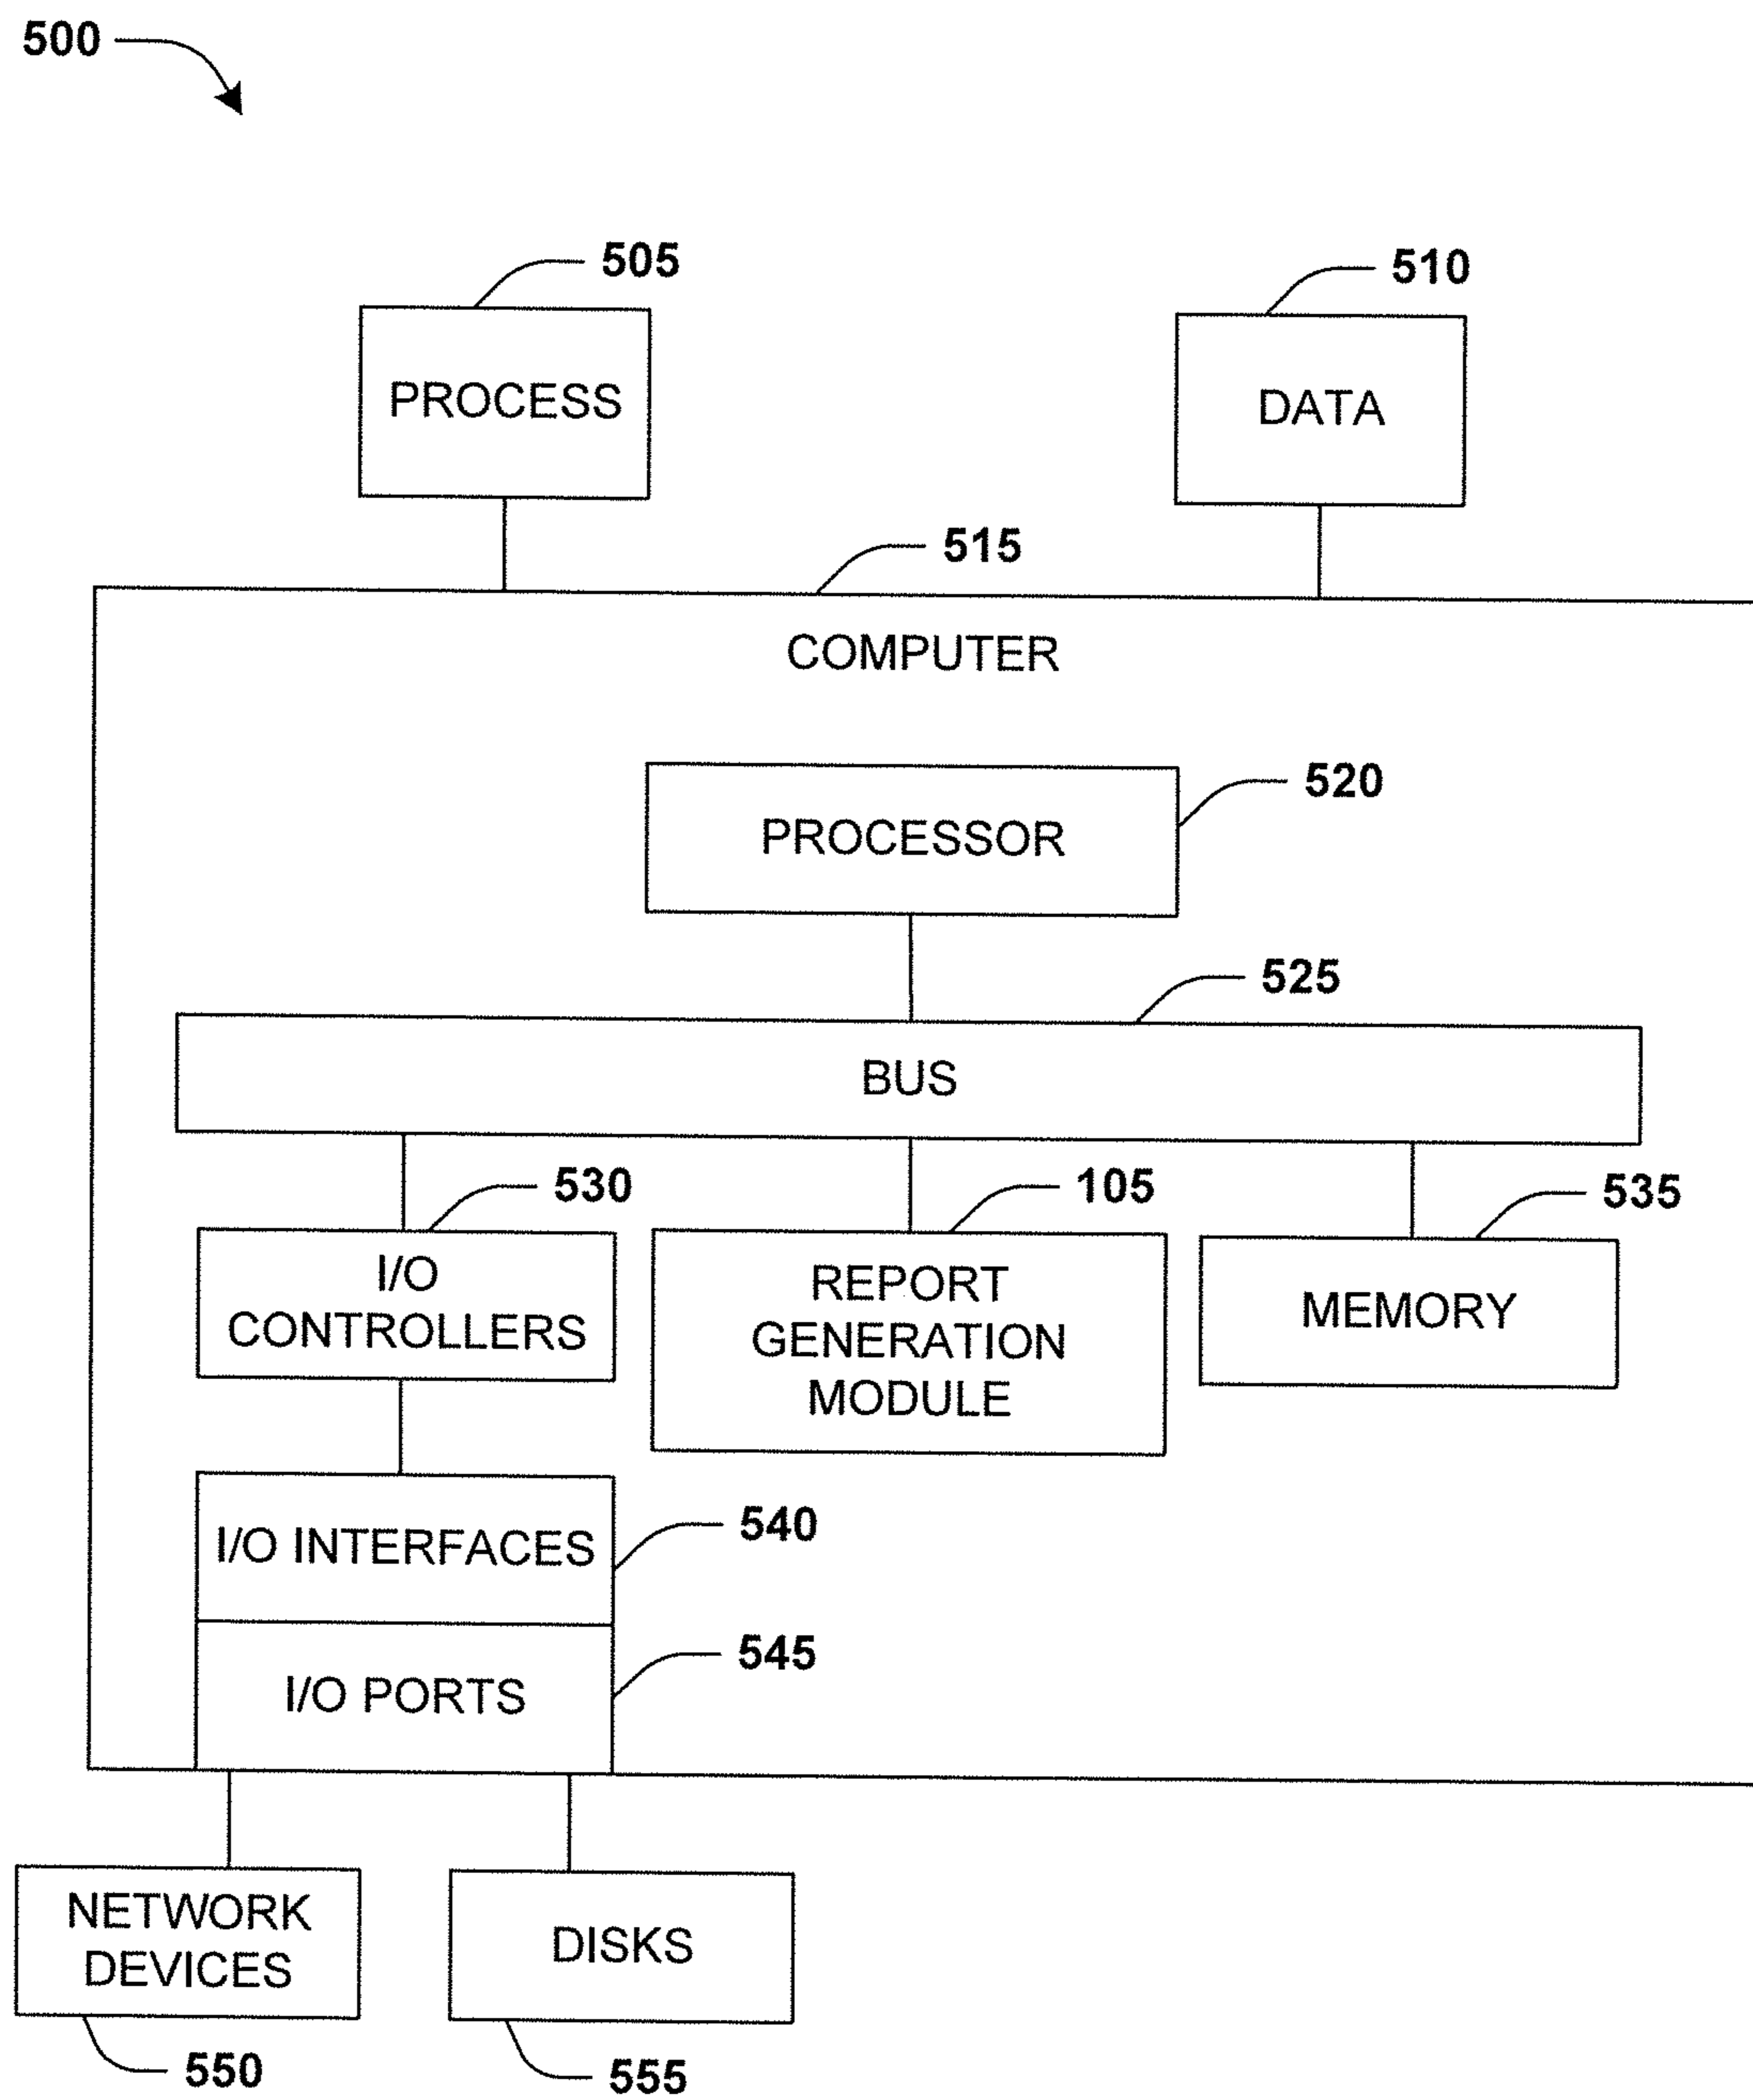 500
505
510
PROCESS
DATA
515
COMPUTER
520
PROCESSOR
525
BUS
530
105
535
I/O
CONTROLLERS
REPORT
GENERATION
MODULE
MEMORY
I/O INTERFACES
540
I/O PORTS
545
NETWORK
DEVICES
DISKS
550
555